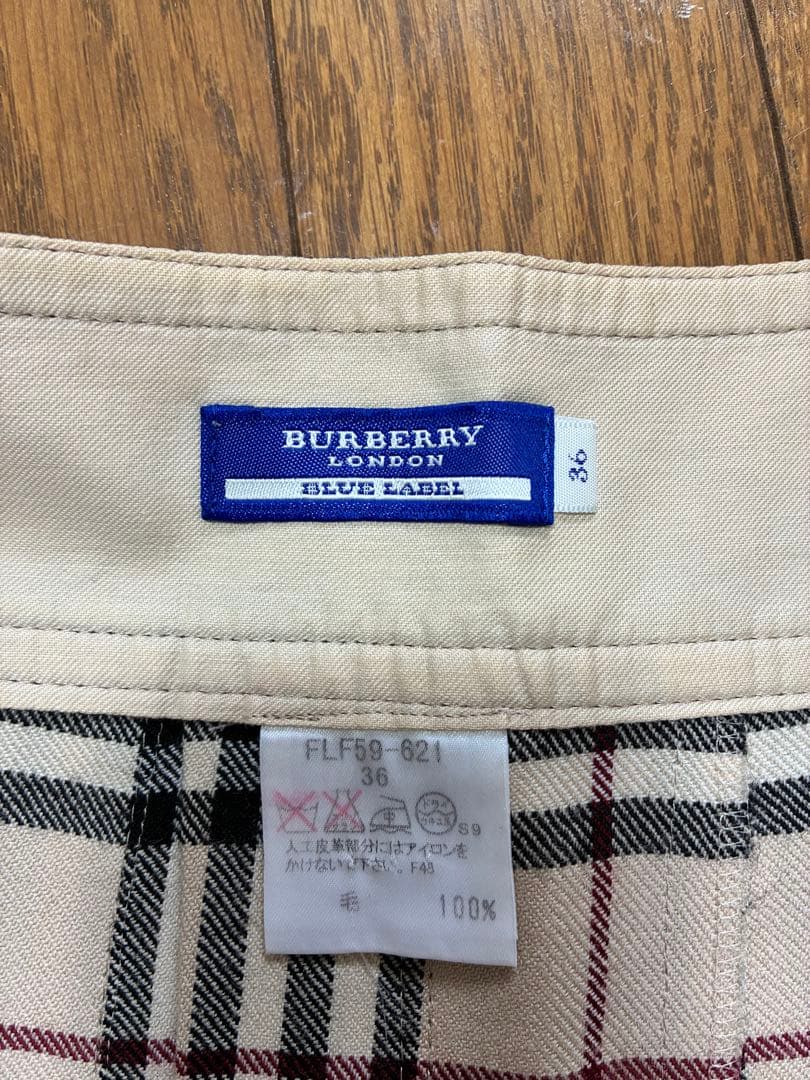 BURBERRY
LONDON
BLUE LABEL
36
FLF59-621
36
ドライ
S9
人工皮革部分にはアイロンを
かけないで下さい。F48
毛 100%